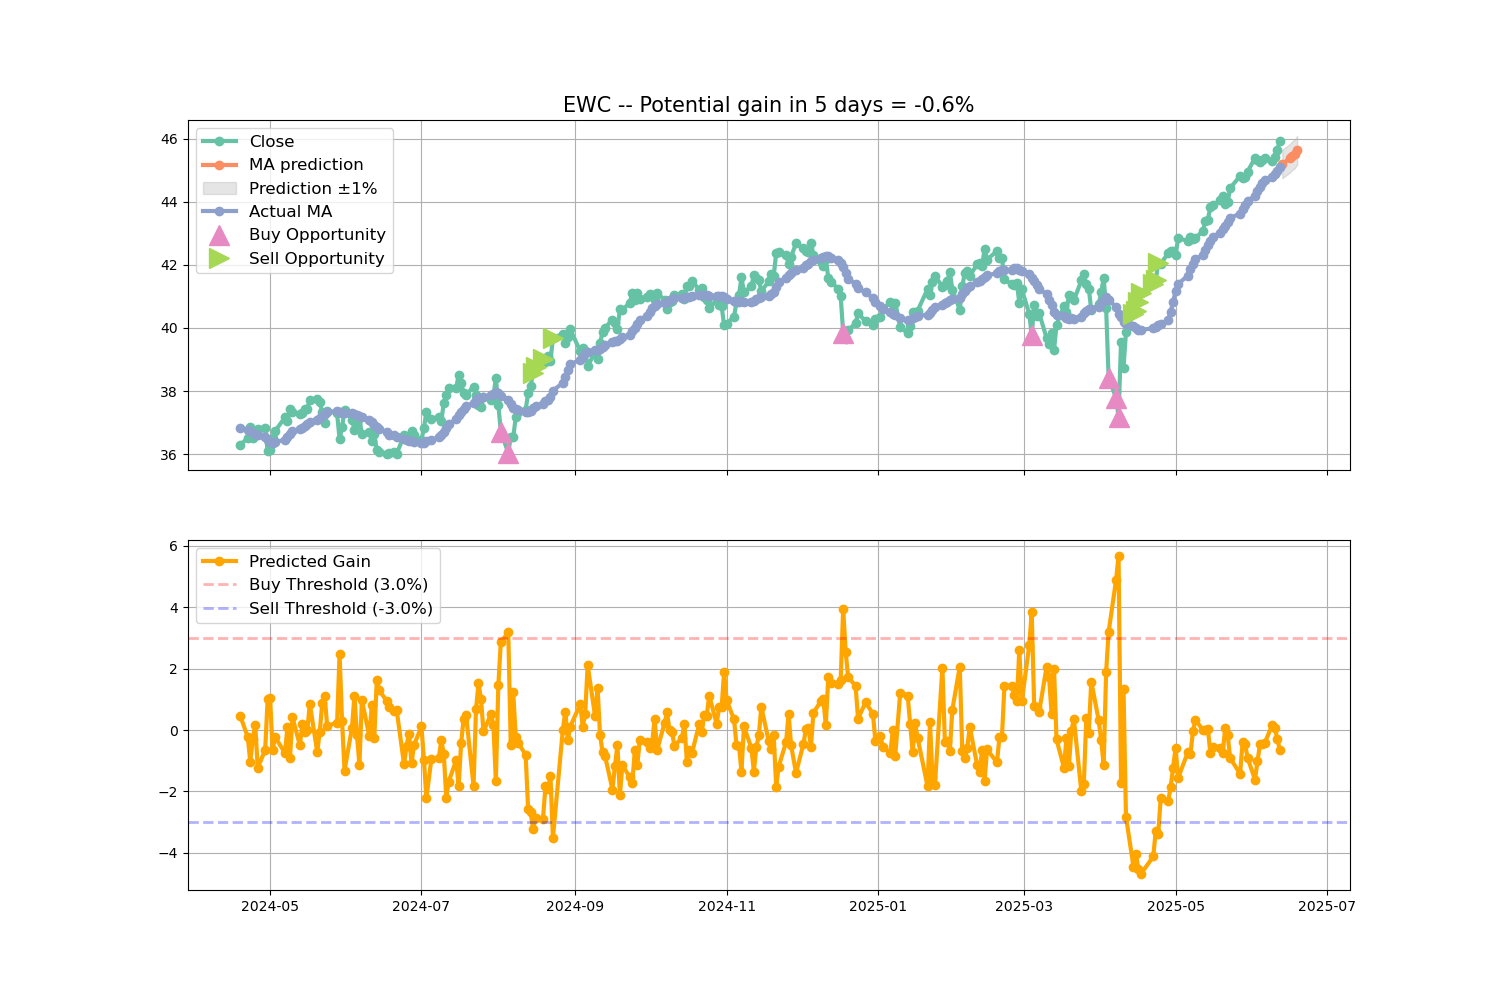 EWC -- Potential gain in 5 days = -0.6%
46
44
42
40
38
36
Close
MA prediction
Prediction ±1%
Actual MA
Buy Opportunity
Sell Opportunity
6
4
2
0
−2
−4
Predicted Gain
Buy Threshold (3.0%)
Sell Threshold (-3.0%)
2024-05 2024-07 2024-09 2024-11 2025-01 2025-03 2025-05 2025-07